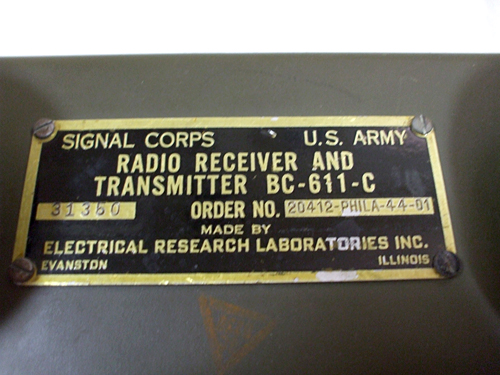 SIGNAL CORPS U.S. ARMY
RADIO RECEIVER AND
TRANSMITTER BC-611-C
31350 ORDER NO. 20412-PHILA-44-01
MADE BY
ELECTRICAL RESEARCH LABORATORIES INC.
EVANSTON ILLINOIS